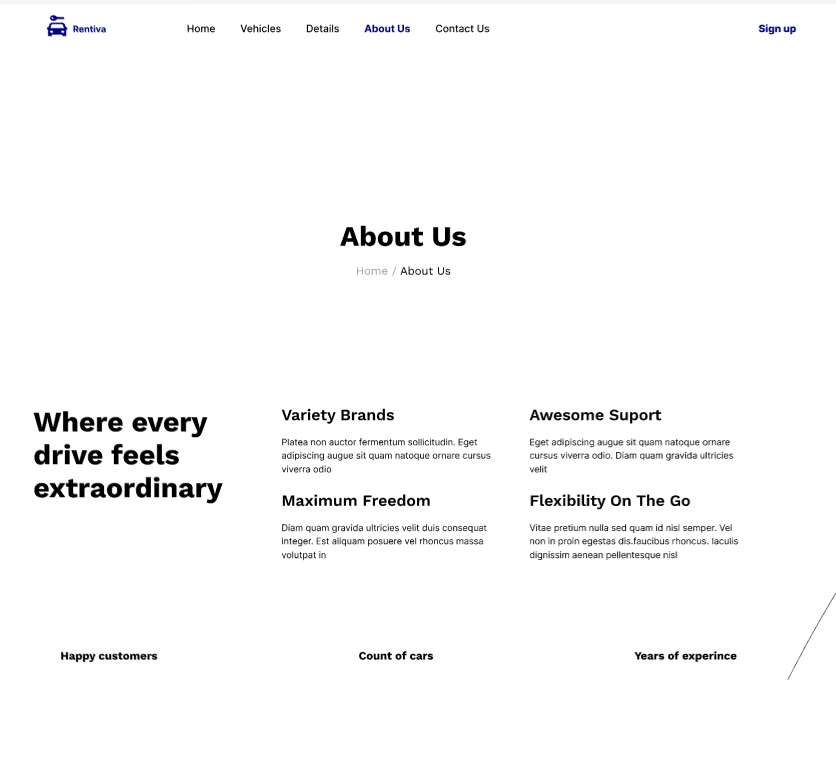 Rentiva
Home Vehicles Details About Us Contact Us
Sign up
About Us
Home / About Us
Where every
drive feels
extraordinary
Variety Brands
Platea non auctor fermentum sollicitudin. Eget
adipiscing augue sit quam natoque ornare cursus
viverra odio
Maximum Freedom
Diam quam gravida ultricies velit duis consequat
integer. Est aliquam posuere vel rhoncus massa
volutpat in
Awesome Suport
Eget adipiscing augue sit quam natoque ornare
cursus viverra odio. Diam quam gravida ultricies
velit
Flexibility On The Go
Vitae pretium nulla sed quam id nisl semper. Vel
non in proin egestas dis.faucibus rhoncus. Iaculis
dignissim aenean pellentesque nisl
Happy customers
Count of cars
Years of experince